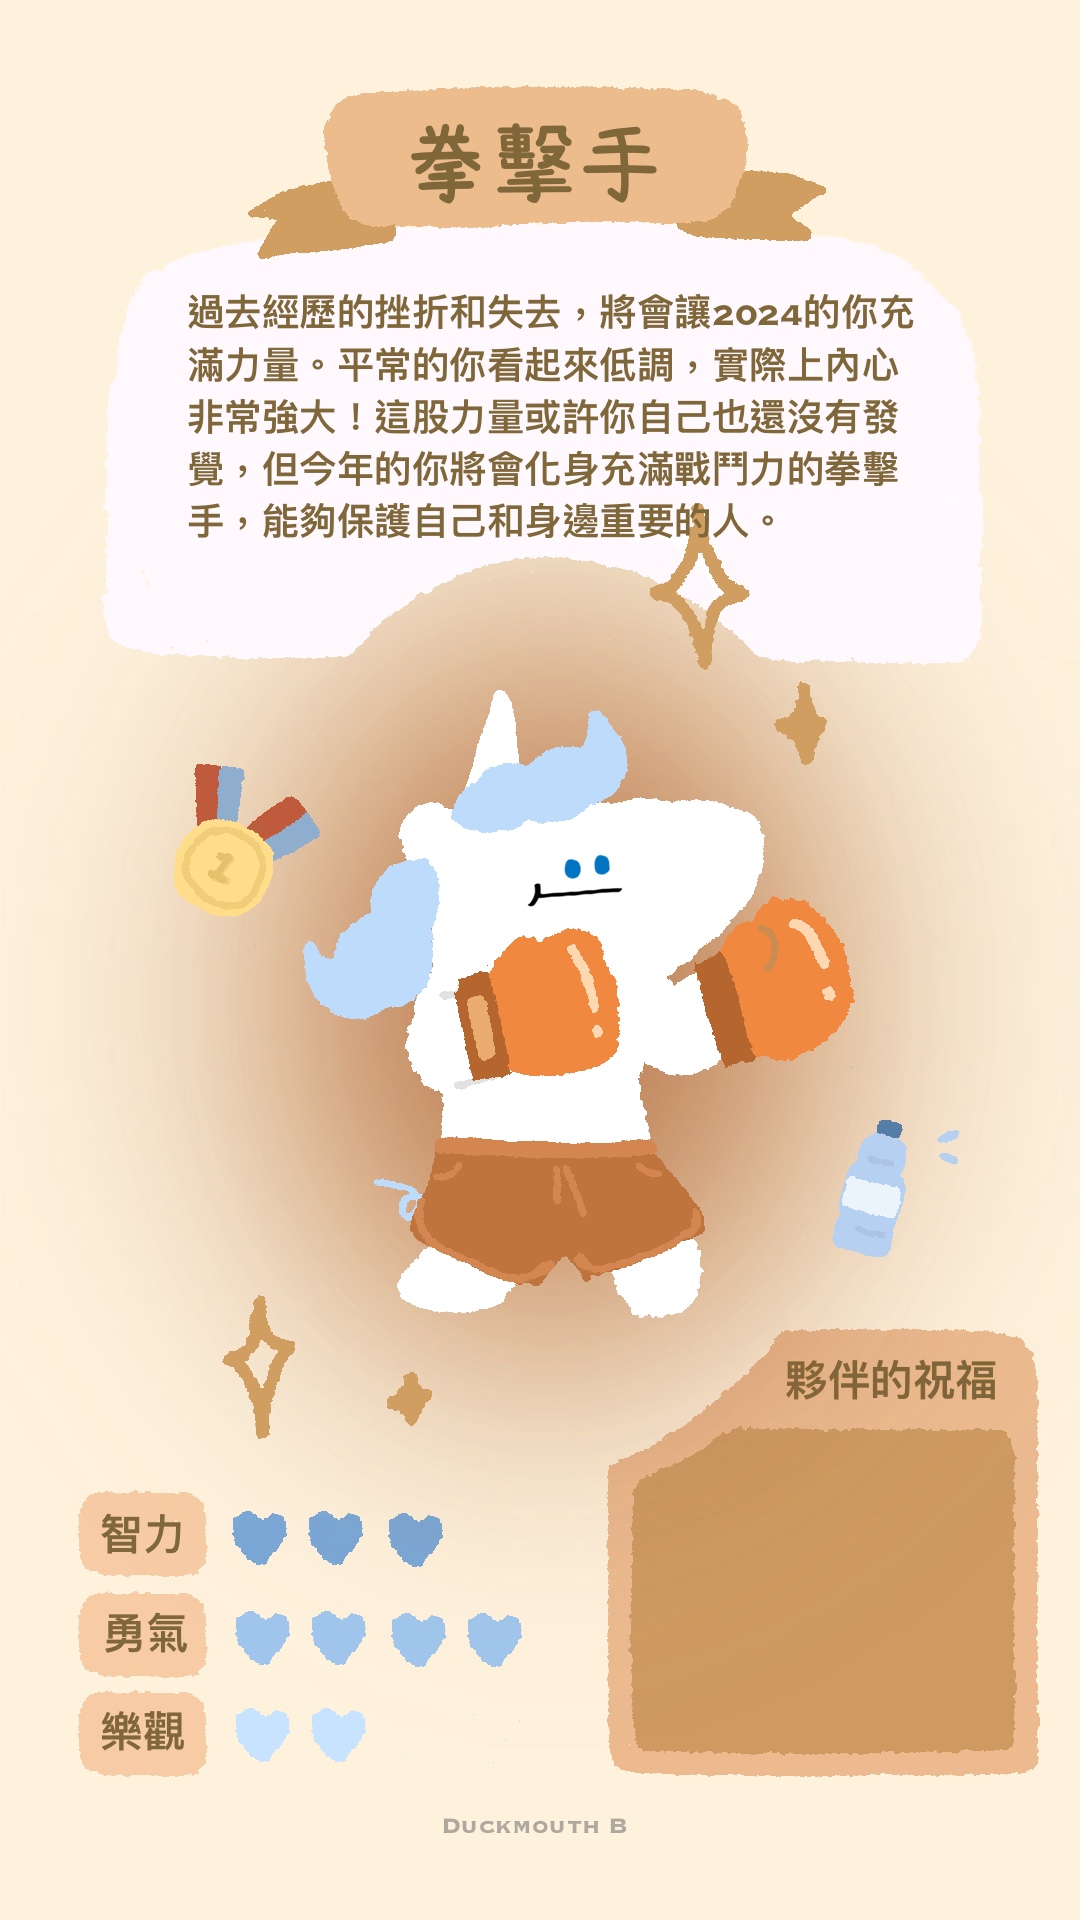 拳擊手
過去經歷的挫折和失去，將會讓2024的你充
滿力量。平常的你看起來低調，實際上內心
非常強大！這股力量或許你自己也還沒有發
覺，但今年的你將會化身充滿戰鬥力的拳擊
手，能夠保護自己和身邊重要的人。
1
夥伴的祝福
智力
勇氣
樂觀
DUCKMOUTH B